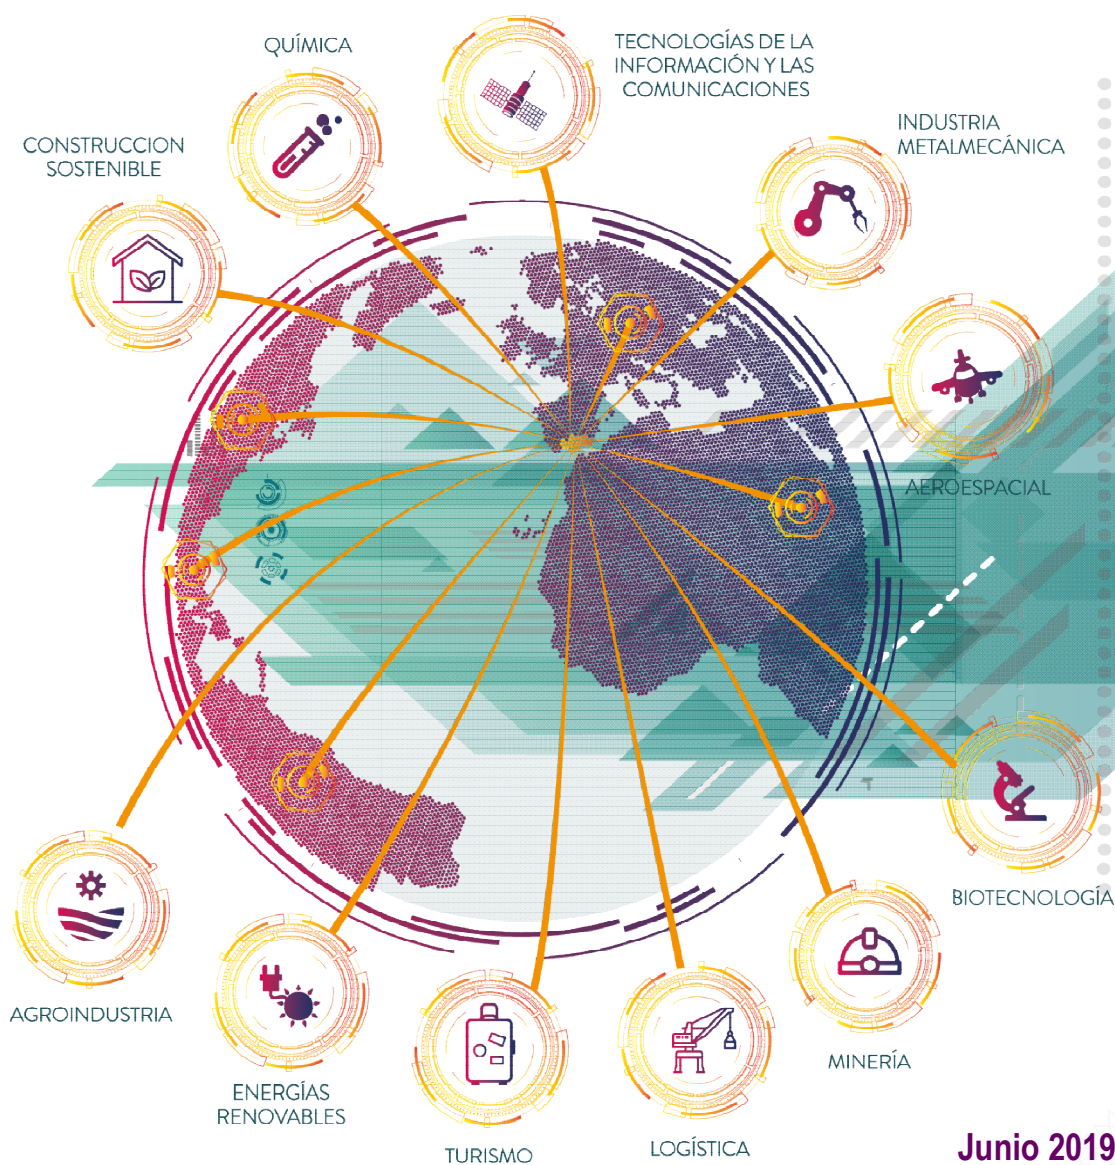 QUÍMICA
TECNOLOGÍAS DE LA
INFORMACIÓN Y LAS
COMUNICACIONES
INDUSTRIA
METALMECÁNICA
CONSTRUCCION
SOSTENIBLE
AEROESPACIAL
BIOTECNOLOGÍA
AGROINDUSTRIA
MINERÍA
ENERGÍAS
RENOVABLES
TURISMO
LOGÍSTICA
Junio 2019